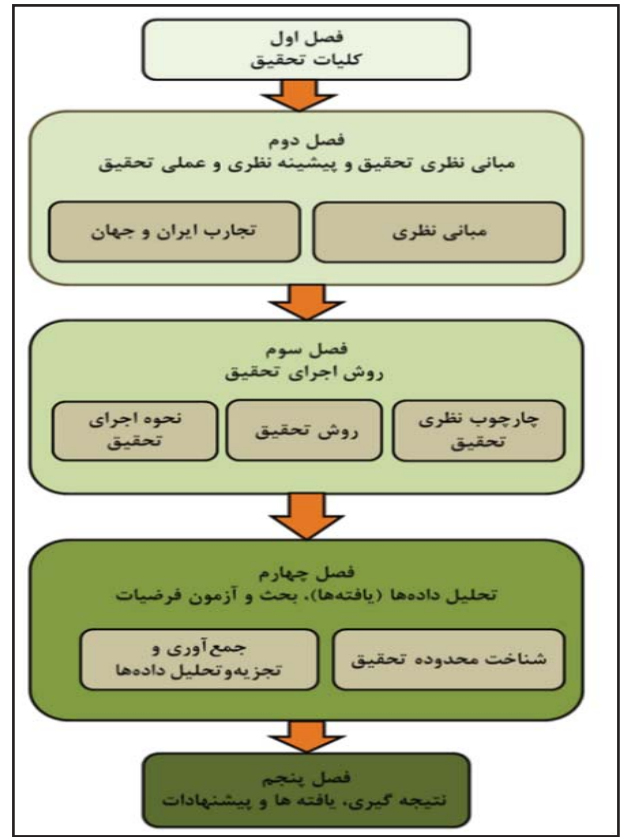 فصل اول
کلیات تحقیق
فصل دوم
مبانی نظری تحقیق و پیشینه نظری و عملی تحقیق
مبانی نظری
تجارب ایران و جهان
فصل سوم
روش اجرای تحقیق
چارچوب نظری
تحقیق
روش تحقیق
نحوه اجرای
تحقیق
فصل چهارم
تحلیل داده‌ها (یافته‌ها)، بحث و آزمون فرضیات
شناخت محدوده تحقیق
جمع‌آوری و
تجزیه‌وتحلیل داده‌ها
فصل پنجم
نتیجه گیری، یافته ها و پیشنهادات